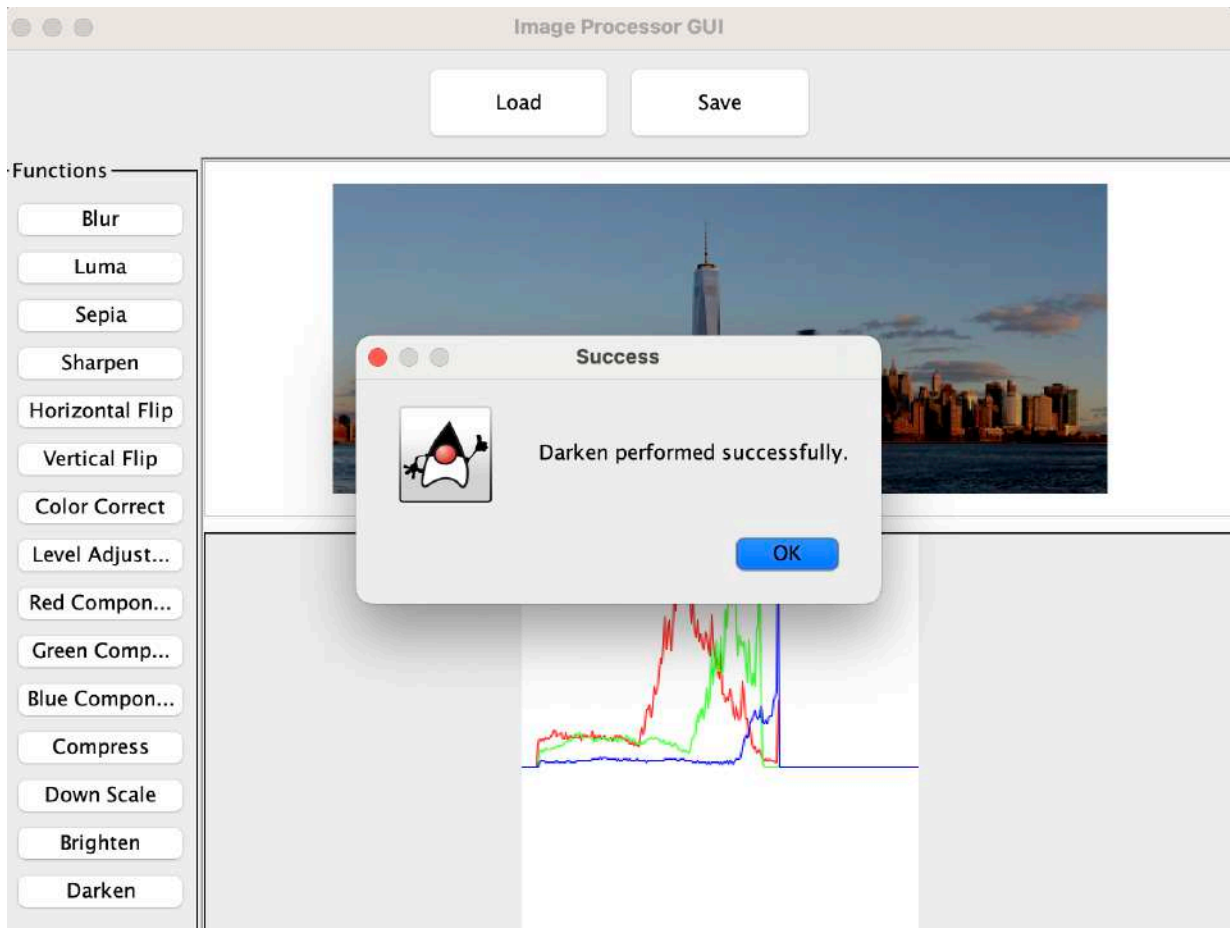 Image Processor GUI
Load
Save
Functions
Blur
Luma
Sepia
Sharpen
Horizontal Flip
Vertical Flip
Color Correct
Level Adjust...
Red Compon...
Green Comp...
Blue Compon...
Compress
Down Scale
Brighten
Darken
Success
Darken performed successfully.
OK